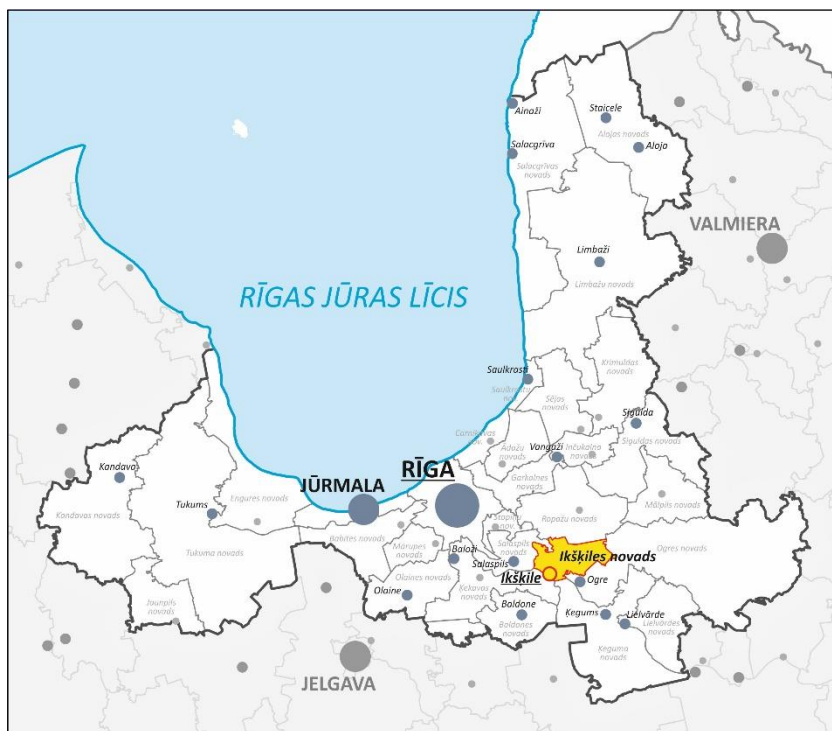 Ainaži
Staicele
Alojas novads
Aloja
Salacgrīva
Salacgrīvas
novads
VALMIERA
Limbaži
Limbažu novads
RĪGAS JŪRAS LĪCIS
Saulkrasti
Krimuldas
novads
Sējas
novads
Sigulda
Siguldas novads
Carnikavas
nov.
Ādažu
novads
Vangaži
Inčukalna
novads
Garkalnes
novads
Kandava
Kandavas novads
Tukums
Tukuma novads
Engures novads
JŪRMALA
RĪGA
Mālpils
novads
Ropažu novads
Stopiņu
nov.
Babītes novads
Mārupes
novads
Baloži
Salaspils
novads
Salaspils
Ikšķiles novads
Ikšķile
Ogres novads
Ogre
Olaines novads
Olaine
Ķekavas
novads
Jaunpils
novads
Baldone
Baldones
novads
Ķegums
Lielvārde
Lielvārdes
novads
Ķeguma
novads
JELGAVA